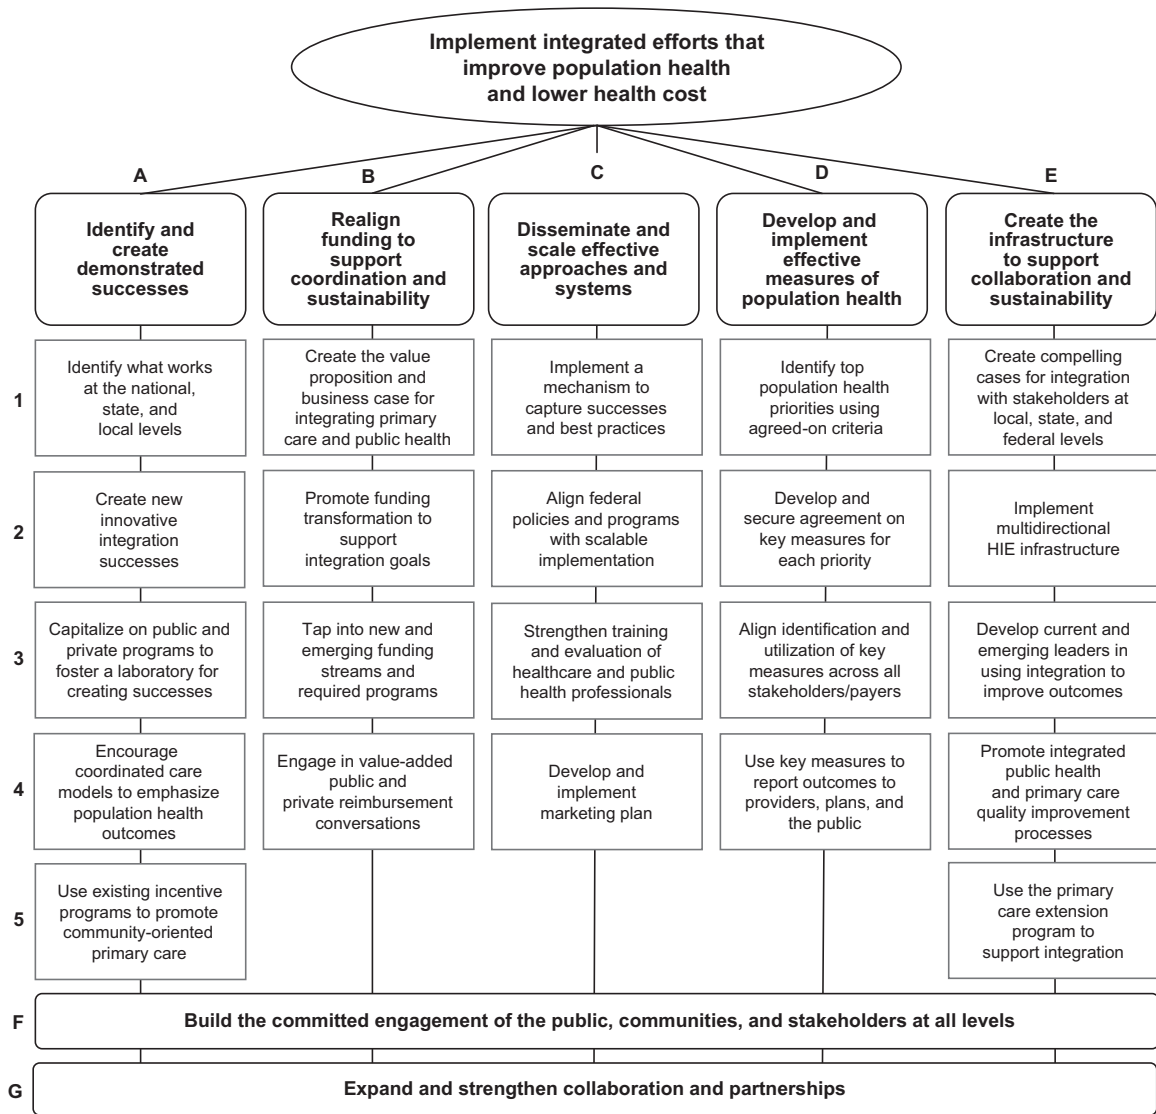 Implement integrated efforts that
improve population health
and lower health cost
A
B
C
D
E
Identify and
create
demonstrated
successes
Realign
funding to
support
coordination and
sustainability
Disseminate and
scale effective
approaches and
systems
Develop and
implement
effective
measures of
population health
Create the
infrastructure
to support
collaboration and
sustainability
1
Identify what works
at the national,
state, and
local levels
Create the value
proposition and
business case for
integrating primary
care and public health
Implement a
mechanism to
capture successes
and best practices
Identify top
population health
priorities using
agreed-on criteria
Create compelling
cases for integration
with stakeholders at
local, state, and
federal levels
2
Create new
innovative
integration
successes
Promote funding
transformation to
support
integration goals
Align federal
policies and programs
with scalable
implementation
Develop and
secure agreement on
key measures for
each priority
Implement
multidirectional
HIE infrastructure
3
Capitalize on public and
private programs to
foster a laboratory for
creating successes
Tap into new and
emerging funding
streams and
required programs
Strengthen training
and evaluation of
healthcare and public
health professionals
Align identification and
utilization of key
measures across all
stakeholders/payers
Develop current and
emerging leaders in
using integration to
improve outcomes
4
Encourage
coordinated care
models to emphasize
population health
outcomes
Engage in value-added
public and
private reimbursement
conversations
Develop and
implement
marketing plan
Use key measures to
report outcomes to
providers, plans, and
the public
Promote integrated
public health
and primary care
quality improvement
processes
5
Use existing incentive
programs to promote
community-oriented
primary care
Use the primary
care extension
program to
support integration
F
Build the committed engagement of the public, communities, and stakeholders at all levels
G
Expand and strengthen collaboration and partnerships